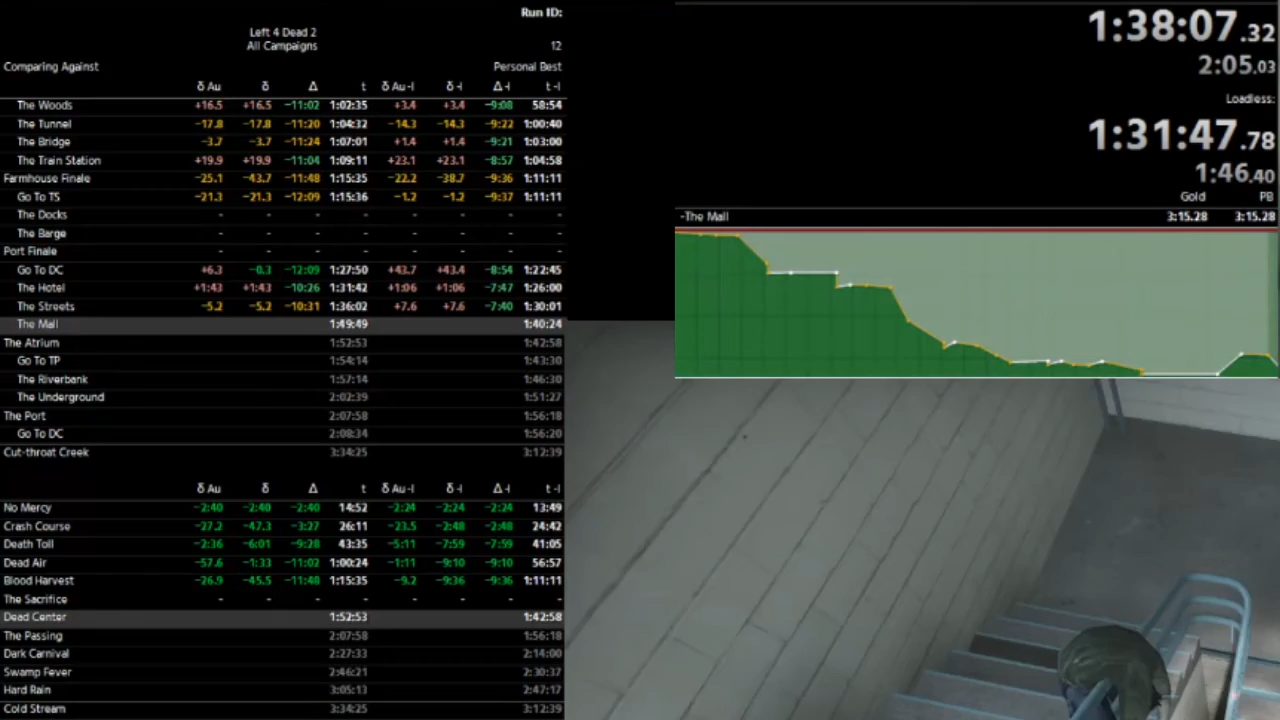 Run ID:
Left 4 Dead 2
All Campaigns 12
Comparing Against Personal Best
δ Au δ Δ t δ Au-l δ -l Δ -l t -l
The Woods +16.5 +16.5 −11:02 1:02:35 +3.4 +3.4 −9:08 58:54
The Tunnel −17.8 −17.8 −11:20 1:04:32 −14.3 −14.3 −9:22 1:00:40
The Bridge −3.7 −3.7 −11:24 1:07:01 +1.4 +1.4 −9:21 1:03:00
The Train Station +19.9 +19.9 −11:04 1:09:11 +23.1 +23.1 −8:57 1:04:58
Farmhouse Finale −25.1 −43.7 −11:48 1:15:35 −22.2 −38.7 −9:36 1:11:11
Go To TS −21.3 −21.3 −12:09 1:15:36 −1.2 −1.2 −9:37 1:11:11
The Docks - - - - - - - -
The Barge - - - - - - - -
Port Finale - - - - - - - -
Go To DC +6.3 −0.3 −12:09 1:27:50 +43.7 +43.4 −8:54 1:22:45
The Hotel +1:43 +1:43 −10:26 1:31:42 +1:06 +1:06 −7:47 1:26:00
The Streets −5.2 −5.2 −10:31 1:36:02 +7.6 +7.6 −7:40 1:30:01
The Mall 1:49:49 1:40:24
The Atrium 1:52:53 1:42:58
Go To TP 1:54:14 1:43:30
The Riverbank 1:57:14 1:46:30
The Underground 2:02:39 1:51:27
The Port 2:07:58 1:56:18
Go To DC 2:08:34 1:56:20
Cut-throat Creek 3:34:25 3:12:39
δ Au δ Δ t δ Au-l δ -l Δ -l t -l
No Mercy −2:40 −2:40 −2:40 14:52 −2:24 −2:24 −2:24 13:49
Crash Course −27.2 −47.3 −3:27 26:11 −23.5 −2:48 −2:48 24:42
Death Toll −2:36 −6:01 −9:28 43:35 −5:11 −7:59 −7:59 41:05
Dead Air −57.6 −1:33 −11:02 1:00:24 −1:11 −9:10 −9:10 56:57
Blood Harvest −26.9 −45.5 −11:48 1:15:35 −9.2 −9:36 −9:36 1:11:11
The Sacrifice - - - - - - - -
Dead Center 1:52:53 1:42:58
The Passing 2:07:58 1:56:18
Dark Carnival 2:27:33 2:14:00
Swamp Fever 2:46:21 2:30:37
Hard Rain 3:05:13 2:47:17
Cold Stream 3:34:25 3:12:39
1:38:07.32
2:05.03
Loadless:
1:31:47.78
1:46.40
Gold PB
-The Mall 3:15.28 3:15.28